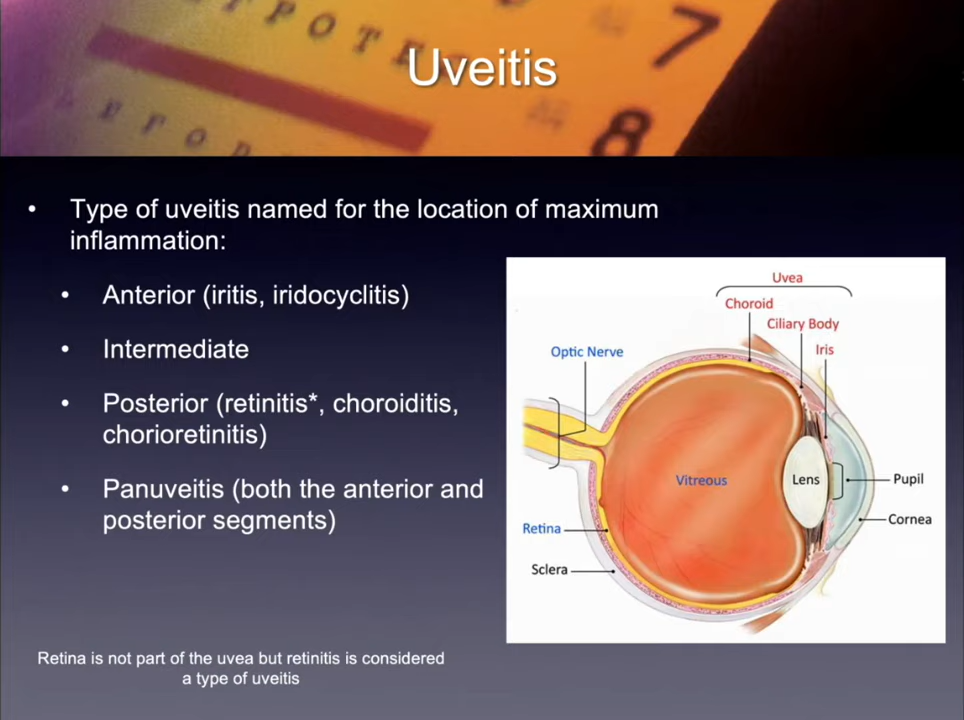 Uveitis
7
8
• Type of uveitis named for the location of maximum
inflammation:
• Anterior (iritis, iridocyclitis)
• Intermediate
• Posterior (retinitis*, choroiditis,
chorioretinitis)
• Panuveitis (both the anterior and
posterior segments)
Uvea
Choroid
Ciliary Body
Iris
Optic Nerve
Vitreous
Lens
Pupil
Cornea
Retina
Sclera
Retina is not part of the uvea but retinitis is considered
a type of uveitis